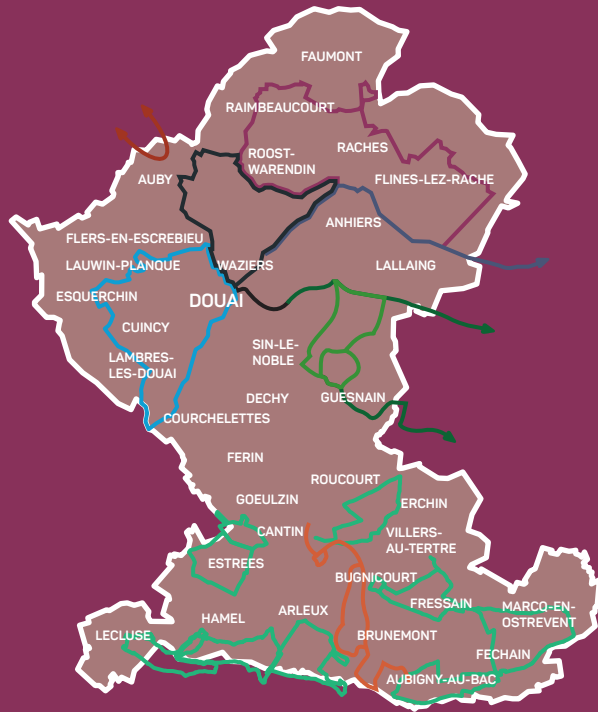 FAUMONT
RAIMBEAUCOURT
ROOST-
WARENDIN
RACHES
AUBY
FLINES-LEZ-RACHE
ANHIERS
FLERS-EN-ESCREBIEU
LAUWIN-PLANQUE
WAZIERS
LALLAING
ESQUERCHIN
DOUAI
CUINCY
SIN-LE-
NOBLE
LAMBRES-
LES-DOUAI
DECHY
GUESNAIN
COURCHELETTES
FERIN
ROUCOURT
GOEULZIN
ERCHIN
CANTIN
VILLERS-
AU-TERTRE
ESTREES
BUGNICOURT
FRESSAIN
MARCQ-EN-
OSTREVENT
HAMEL
ARLEUX
LECLUSE
BRUNEMONT
FECHAIN
AUBIGNY-AU-BAC